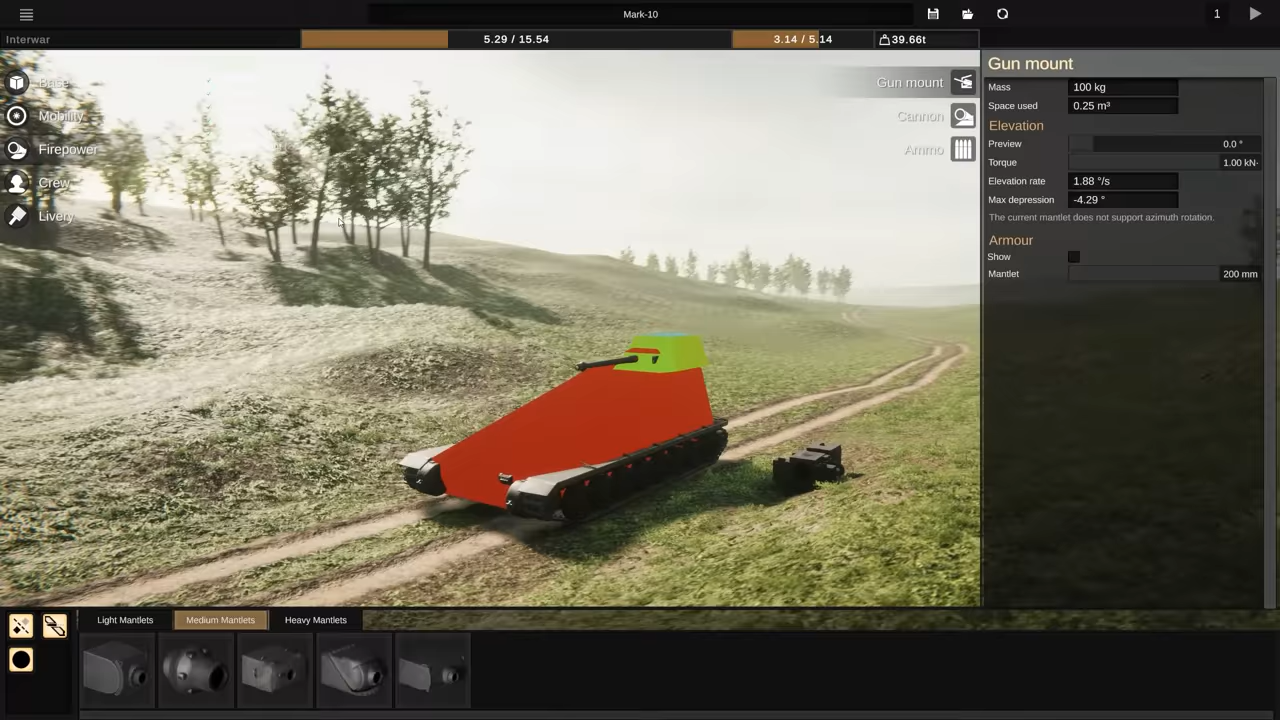 Mark-10
1
Interwar
5.29 / 15.54
3.14 / 5.14
39.66t
Base
Mobility
Firepower
Crew
Livery
Gun mount
Cannon
Ammo
Gun mount
Mass
100 kg
Space used
0.25 m³
Elevation
Preview
0.0 °
Torque
1.00 kN·
Elevation rate
1.88 °/s
Max depression
-4.29 °
The current mantlet does not support azimuth rotation.
Armour
Show
Mantlet
200 mm
Light Mantlets
Medium Mantlets
Heavy Mantlets